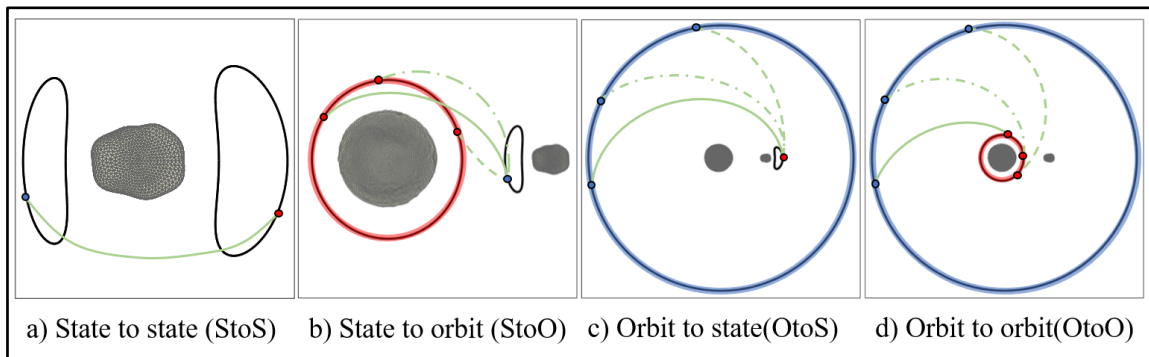 a) State to state (StoS)
b) State to orbit (StoO)
c) Orbit to state(OtoS)
d) Orbit to orbit(OtoO)